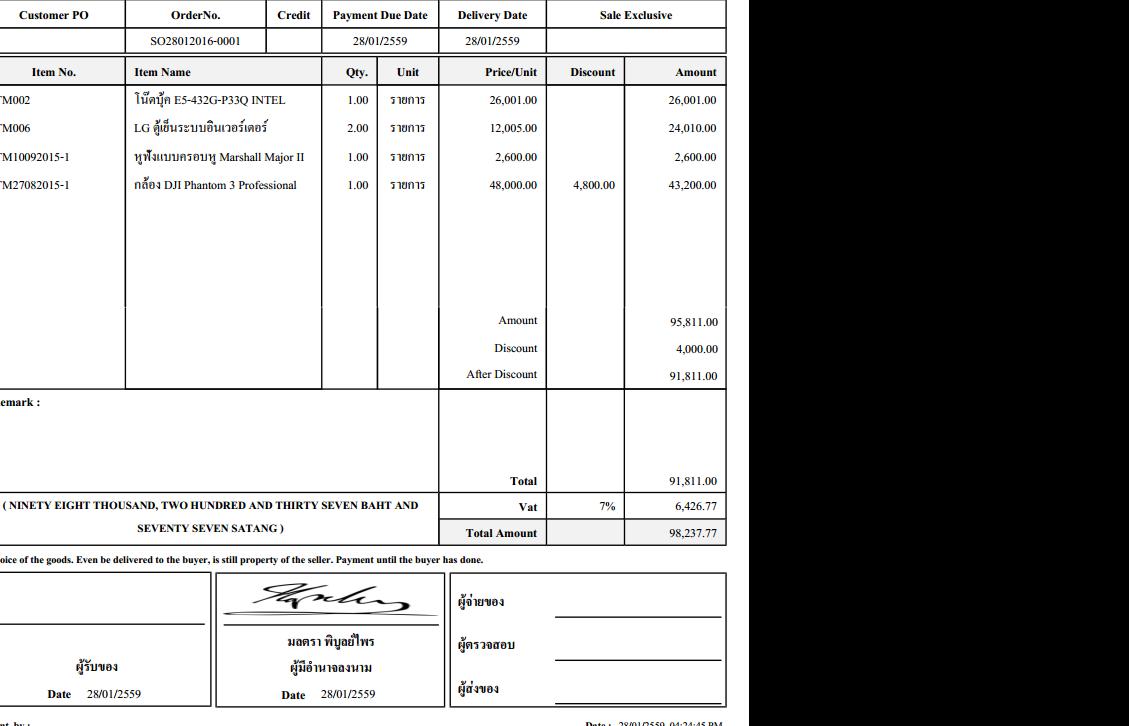 Customer PO OrderNo. Credit Payment Due Date Delivery Date Sale Exclusive
SO28012016-0001 28/01/2559 28/01/2559
Item No. Item Name Qty. Unit Price/Unit Discount Amount
TM002 โน๊ตบุ้ค E5-432G-P33Q INTEL 1.00 รายการ 26,001.00 26,001.00
TM006 LG ตู้เย็นระบบอินเวอร์เตอร์ 2.00 รายการ 12,005.00 24,010.00
TM10092015-1 หูฟังแบบครอบหู Marshall Major II 1.00 รายการ 2,600.00 2,600.00
TM27082015-1 กล้อง DJI Phantom 3 Professional 1.00 รายการ 48,000.00 4,800.00 43,200.00
Amount 95,811.00
Discount 4,000.00
After Discount 91,811.00
emark :
Total 91,811.00
( NINETY EIGHT THOUSAND, TWO HUNDRED AND THIRTY SEVEN BAHT AND
SEVENTY SEVEN SATANG )
Vat 7% 6,426.77
Total Amount 98,237.77
oice of the goods. Even be delivered to the buyer, is still property of the seller. Payment until the buyer has done.
ผู้จ่ายของ
มลตรา พิบูลย์ไพร
ผู้ตรวจสอบ
ผู้รับของ ผู้มีอำนาจลงนาม
ผู้ส่งของ
Date 28/01/2559 Date 28/01/2559
nt by : Date : 28/01/2559 04:24:45 PM